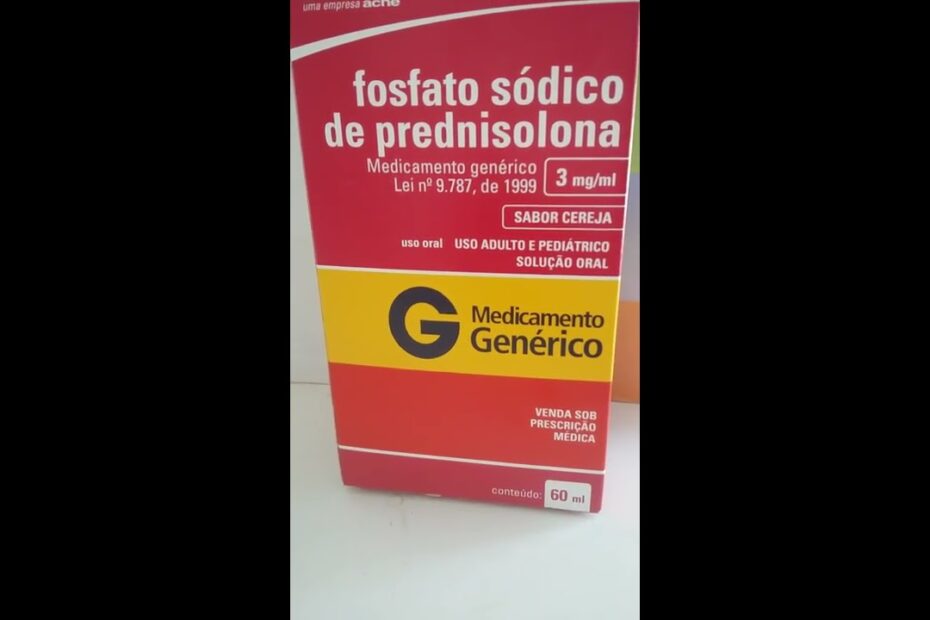 uma empresa aché
fosfato sódico
de prednisolona
Medicamento genérico
Lei nº 9.787, de 1999
3 mg/ml
SABOR CEREJA
uso oral USO ADULTO E PEDIÁTRICO
SOLUÇÃO ORAL
G Medicamento
Genérico
VENDA SOB
PRESCRIÇÃO
MÉDICA
conteúdo: 60 ml